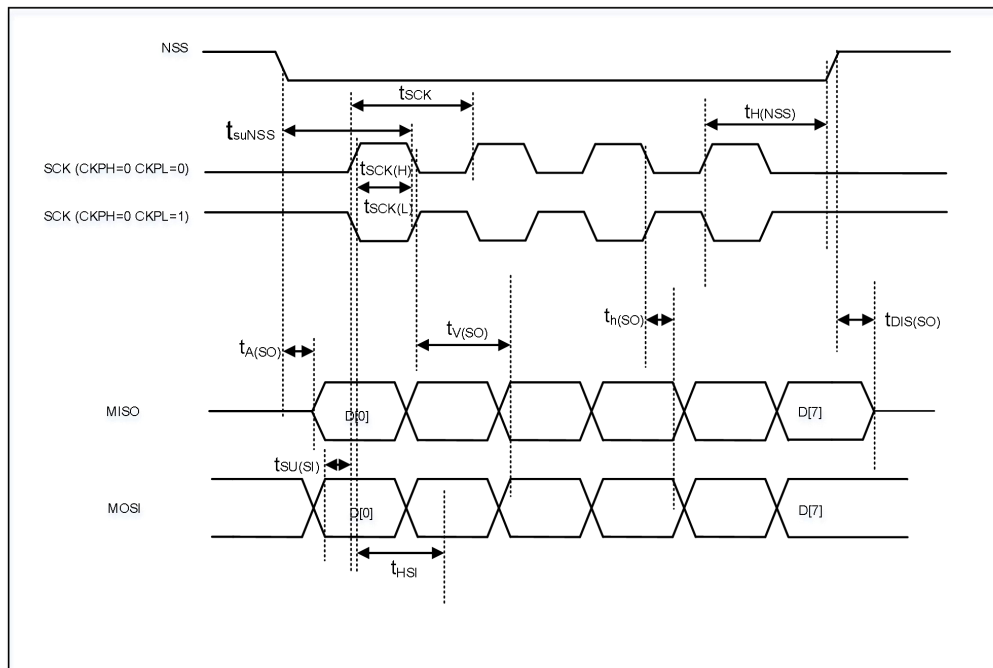 NSS
tSCK
tH(NSS)
tsuNSS
SCK (CKPH=0 CKPL=0)
tSCK(H)
tSCK(L)
SCK (CKPH=0 CKPL=1)
tV(SO)
th(SO)
tDIS(SO)
tA(SO)
MISO
D[0]
D[7]
tSU(SI)
MOSI
D[0]
D[7]
tHSI